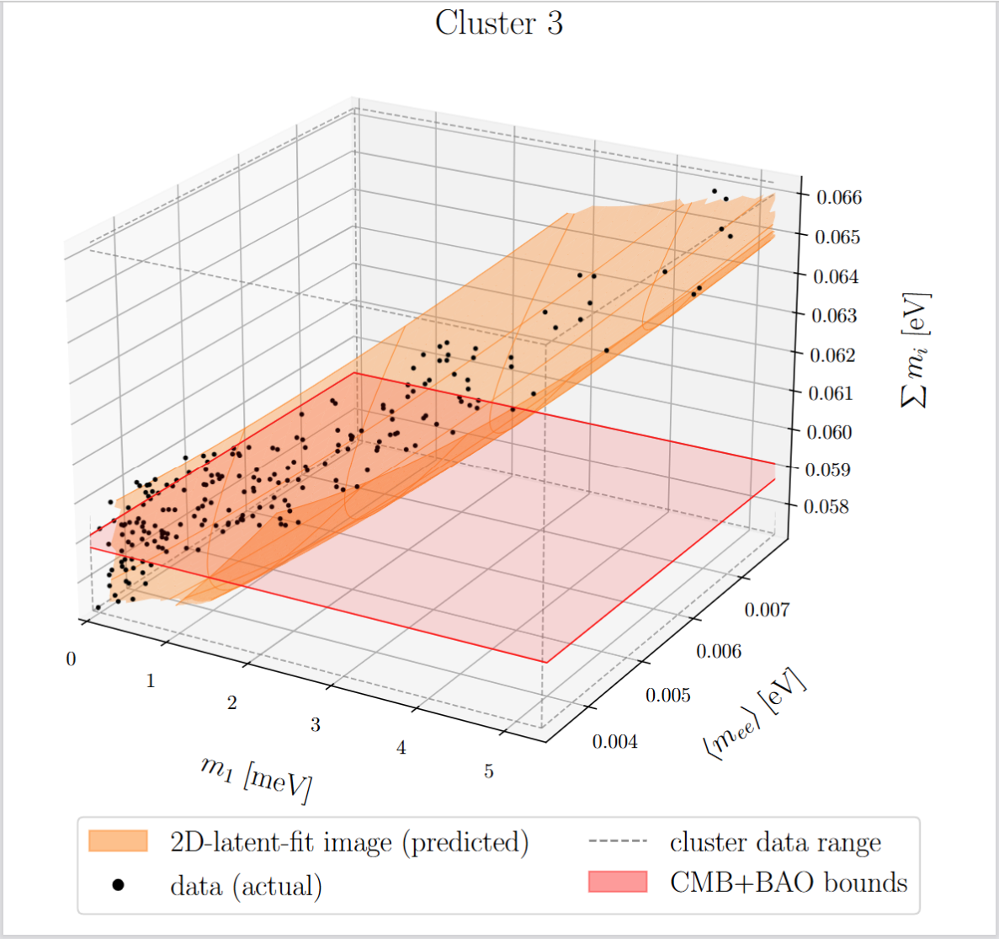 Cluster 3
0.066
0.065
0.064
0.063
0.062
0.061
0.060
0.059
0.058
∑ m_i [eV]
0.007
0.006
0.005
0.004
⟨m_ee⟩ [eV]
0
1
2
3
4
5
m_1 [meV]
2D-latent-fit image (predicted)
data (actual)
cluster data range
CMB+BAO bounds